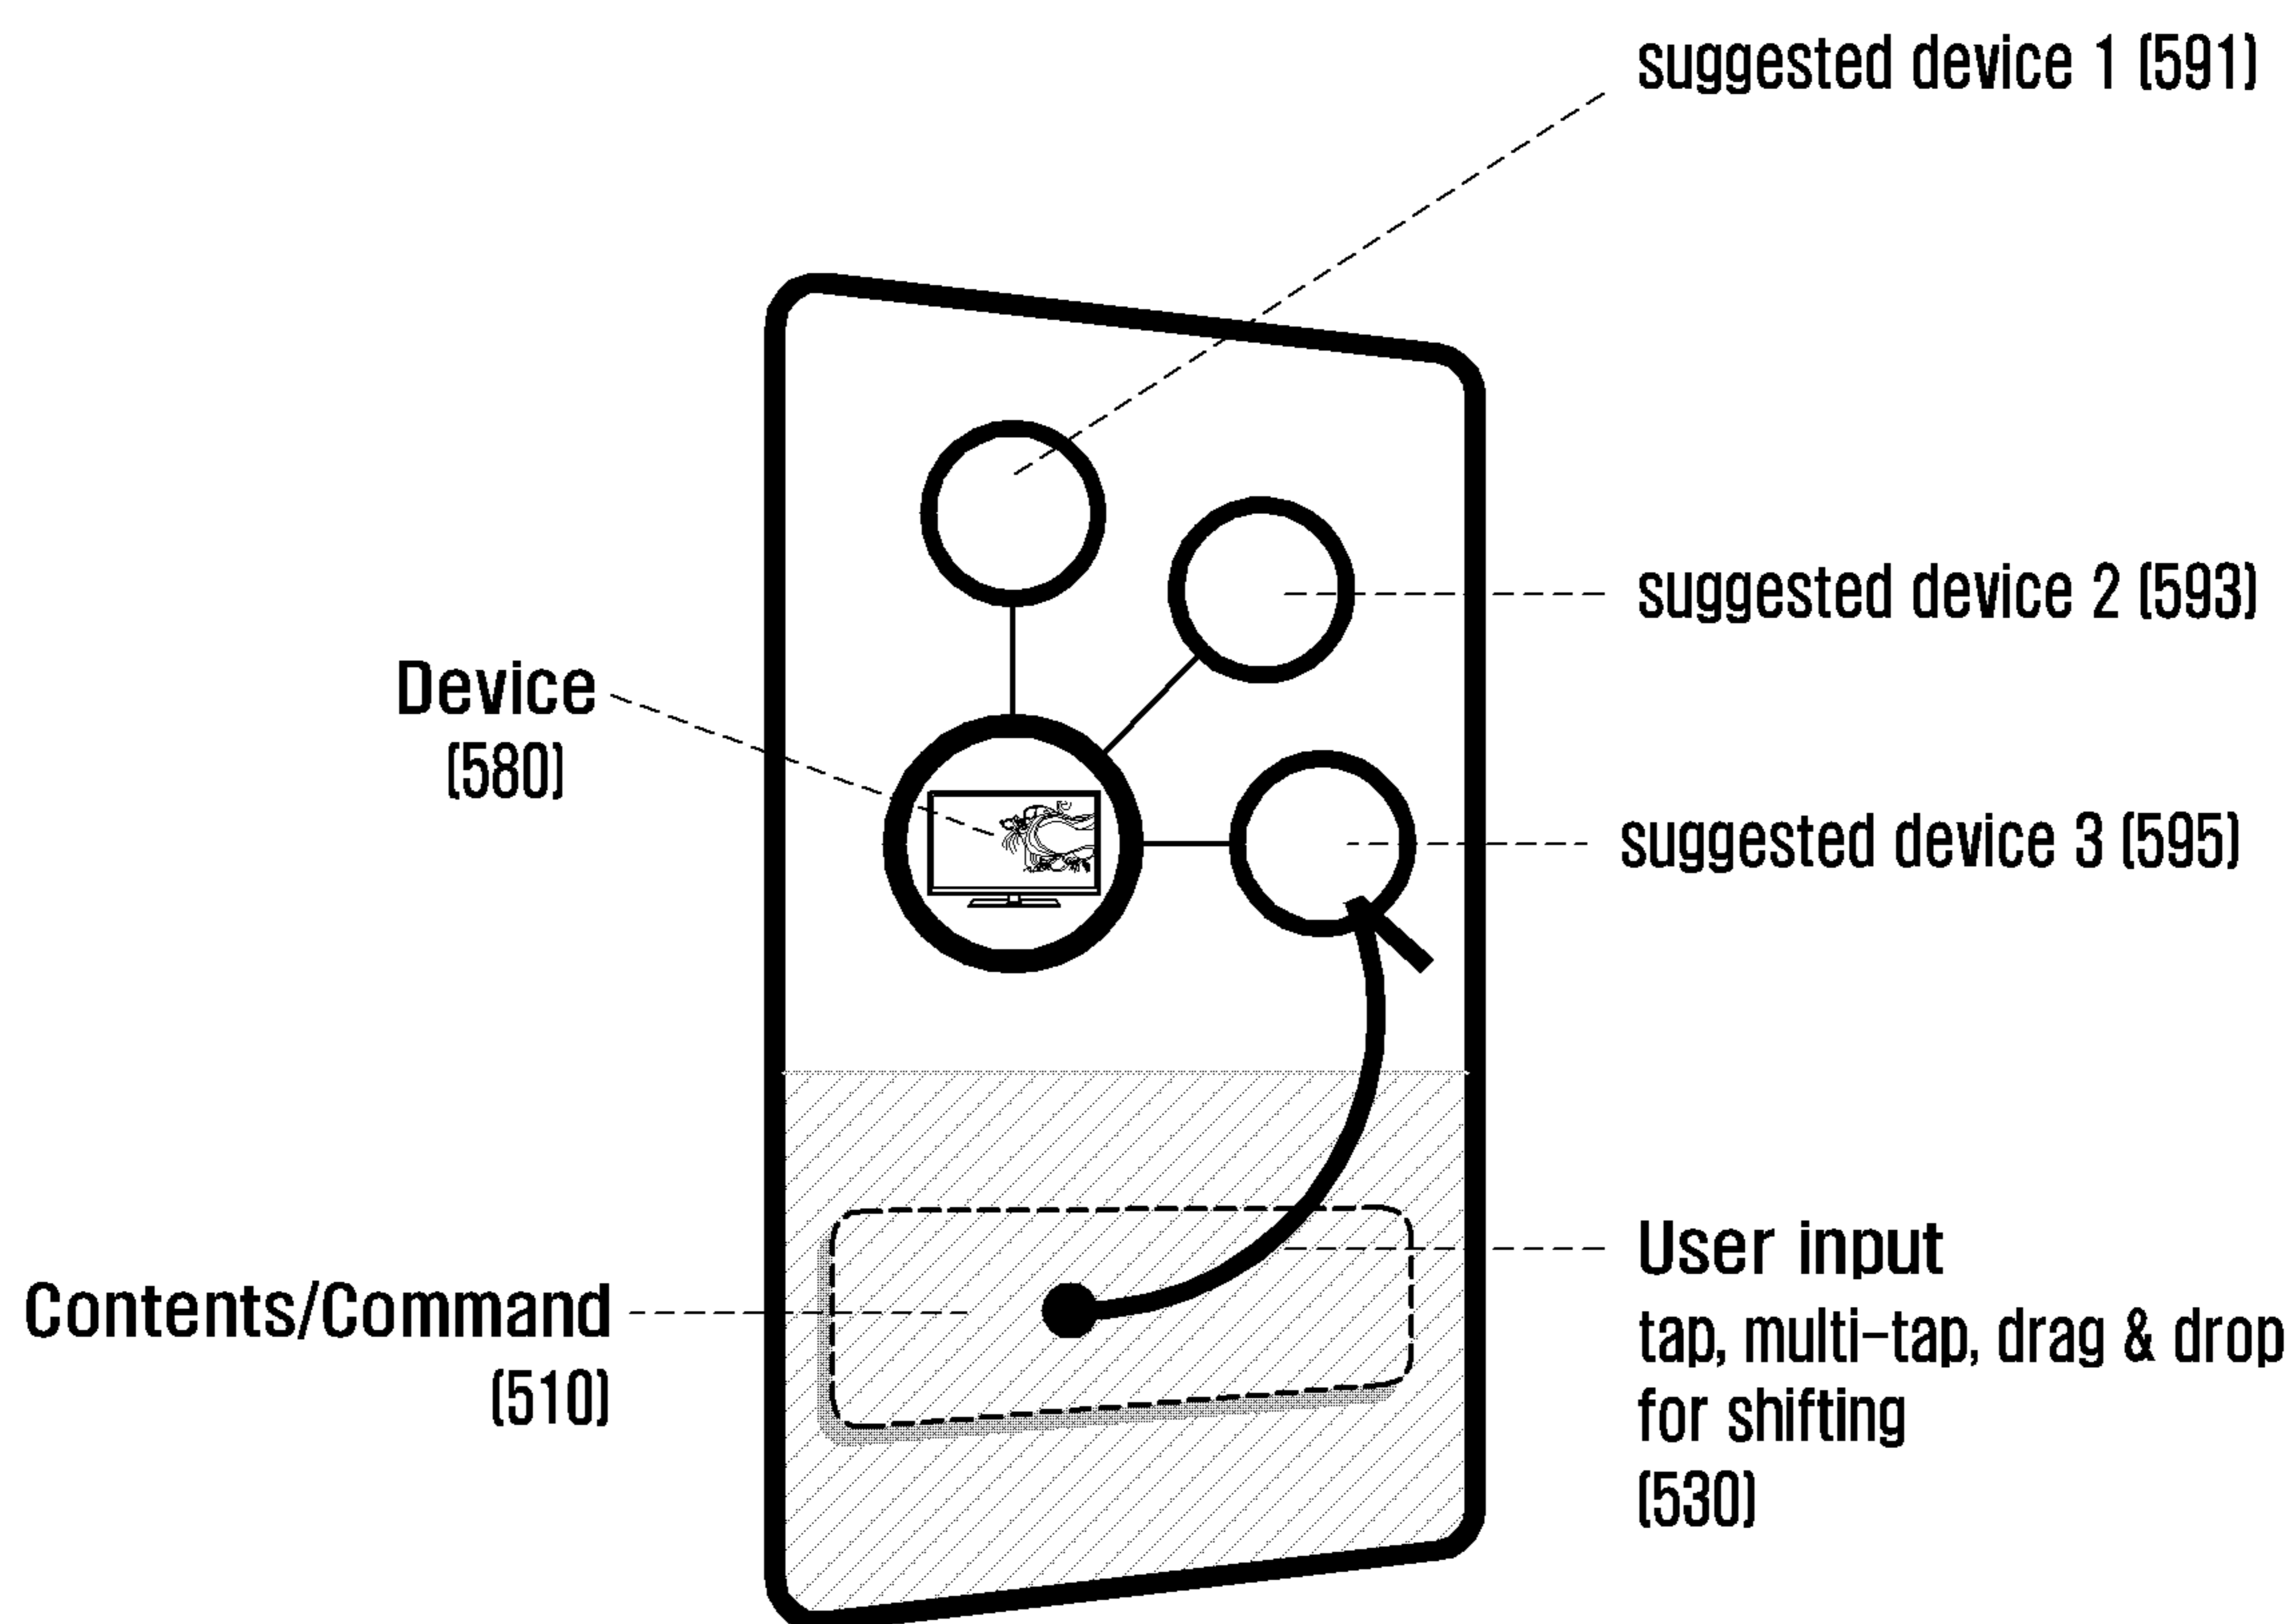 suggested device 1 (591)
suggested device 2 (593)
Device
(580)
suggested device 3 (595)
User input
Contents/Command
tap, multi-tap, drag & drop
(510)
for shifting
(530)